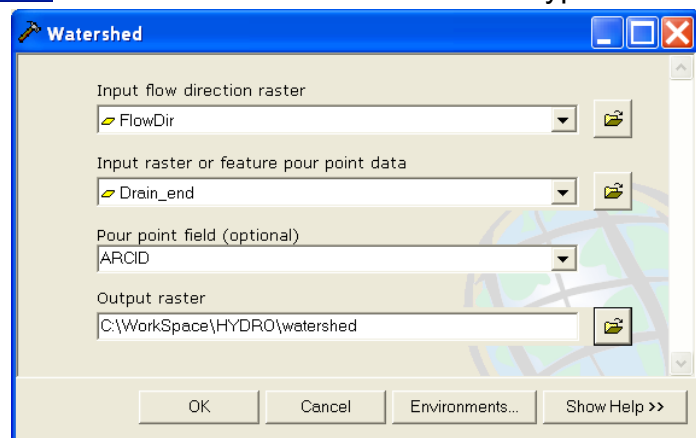 Watershed
Input flow direction raster
FlowDir
Input raster or feature pour point data
Drain_end
Pour point field (optional)
ARCID
Output raster
C:\WorkSpace\HYDRO\watershed
OK Cancel Environments... Show Help >>